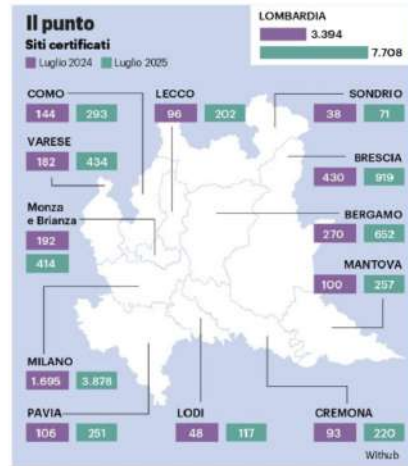 Il punto
Siti certificati
Luglio 2024 Luglio 2025
LOMBARDIA
3.394
7.708
COMO
144 293
LECCO
96 202
SONDRIO
38 71
VARESE
182 434
BRESCIA
430 919
Monza
e Brianza
192
414
BERGAMO
270 652
MANTOVA
100 257
MILANO
1.695 3.878
PAVIA
106 251
LODI
48 117
CREMONA
93 220
Withub